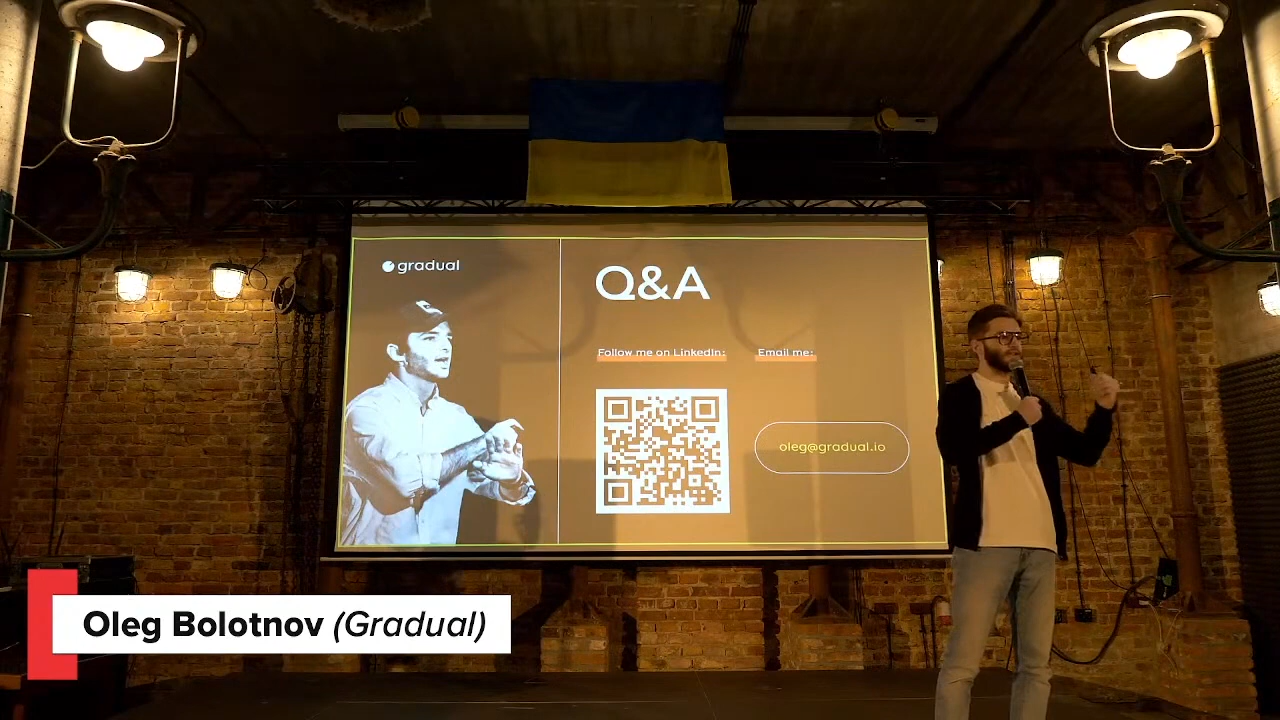 gradual
Q&A
Follow me on LinkedIn:
Email me:
oleg@gradual.io
Oleg Bolotnov (Gradual)